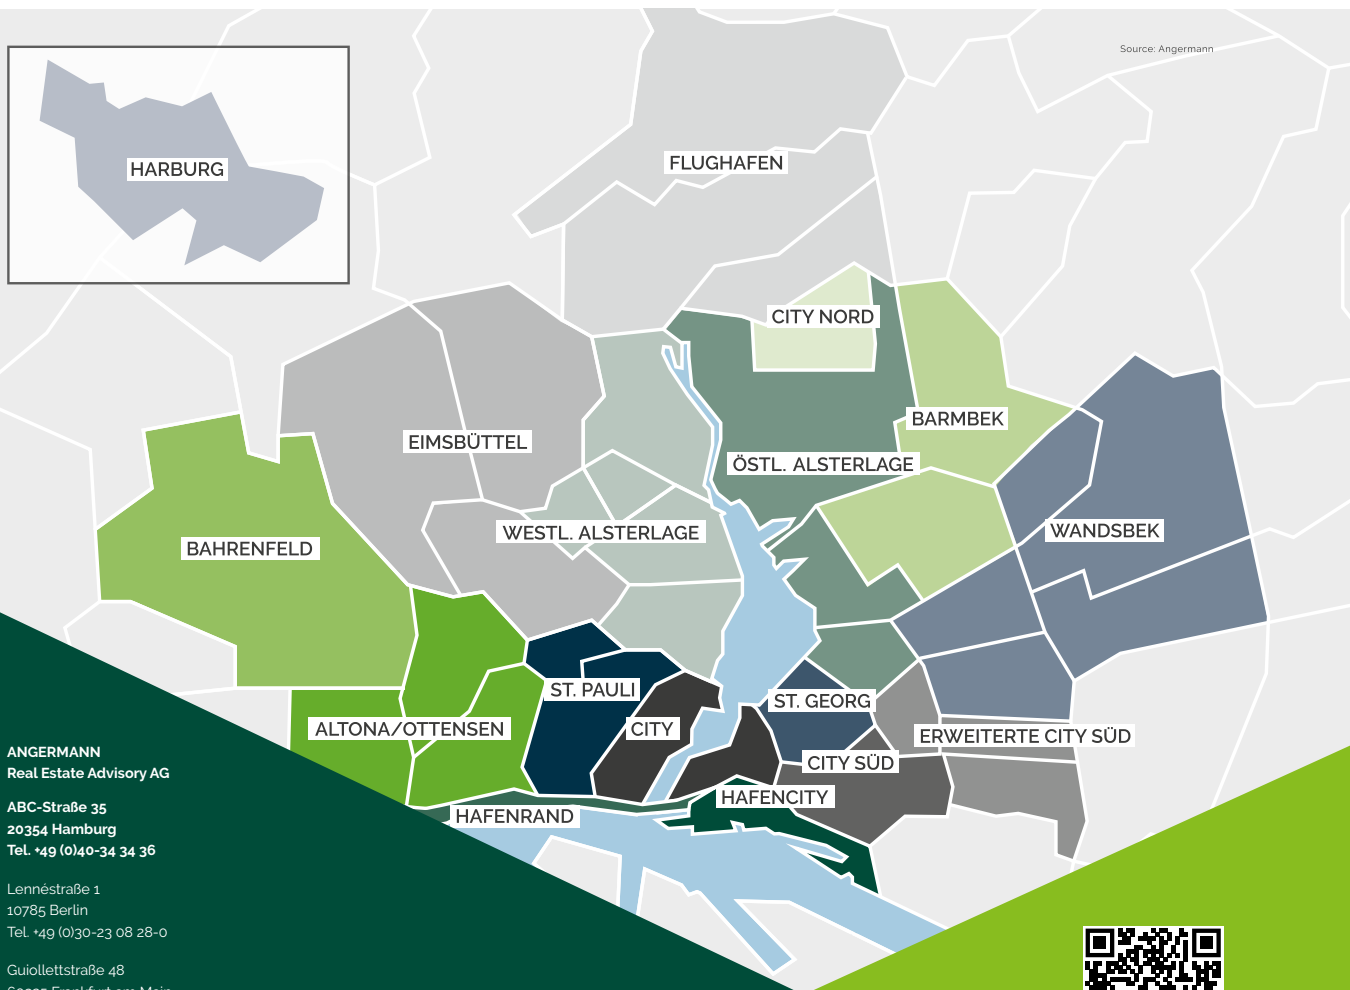 Source: Angermann
HARBURG
FLUGHAFEN
CITY NORD
BARMBEK
EIMSBÜTTEL
ÖSTL. ALSTERLAGE
WESTL. ALSTERLAGE
WANDSBEK
BAHRENFELD
ST. PAULI
ST. GEORG
ALTONA/OTTENSEN
CITY
ERWEITERTE CITY SÜD
CITY SÜD
HAFENCITY
HAFENRAND
ANGERMANN
Real Estate Advisory AG
ABC-Straße 35
20354 Hamburg
Tel. +49 (0)40-34 34 36
Lennéstraße 1
10785 Berlin
Tel. +49 (0)30-23 08 28-0
Guiollettstraße 48